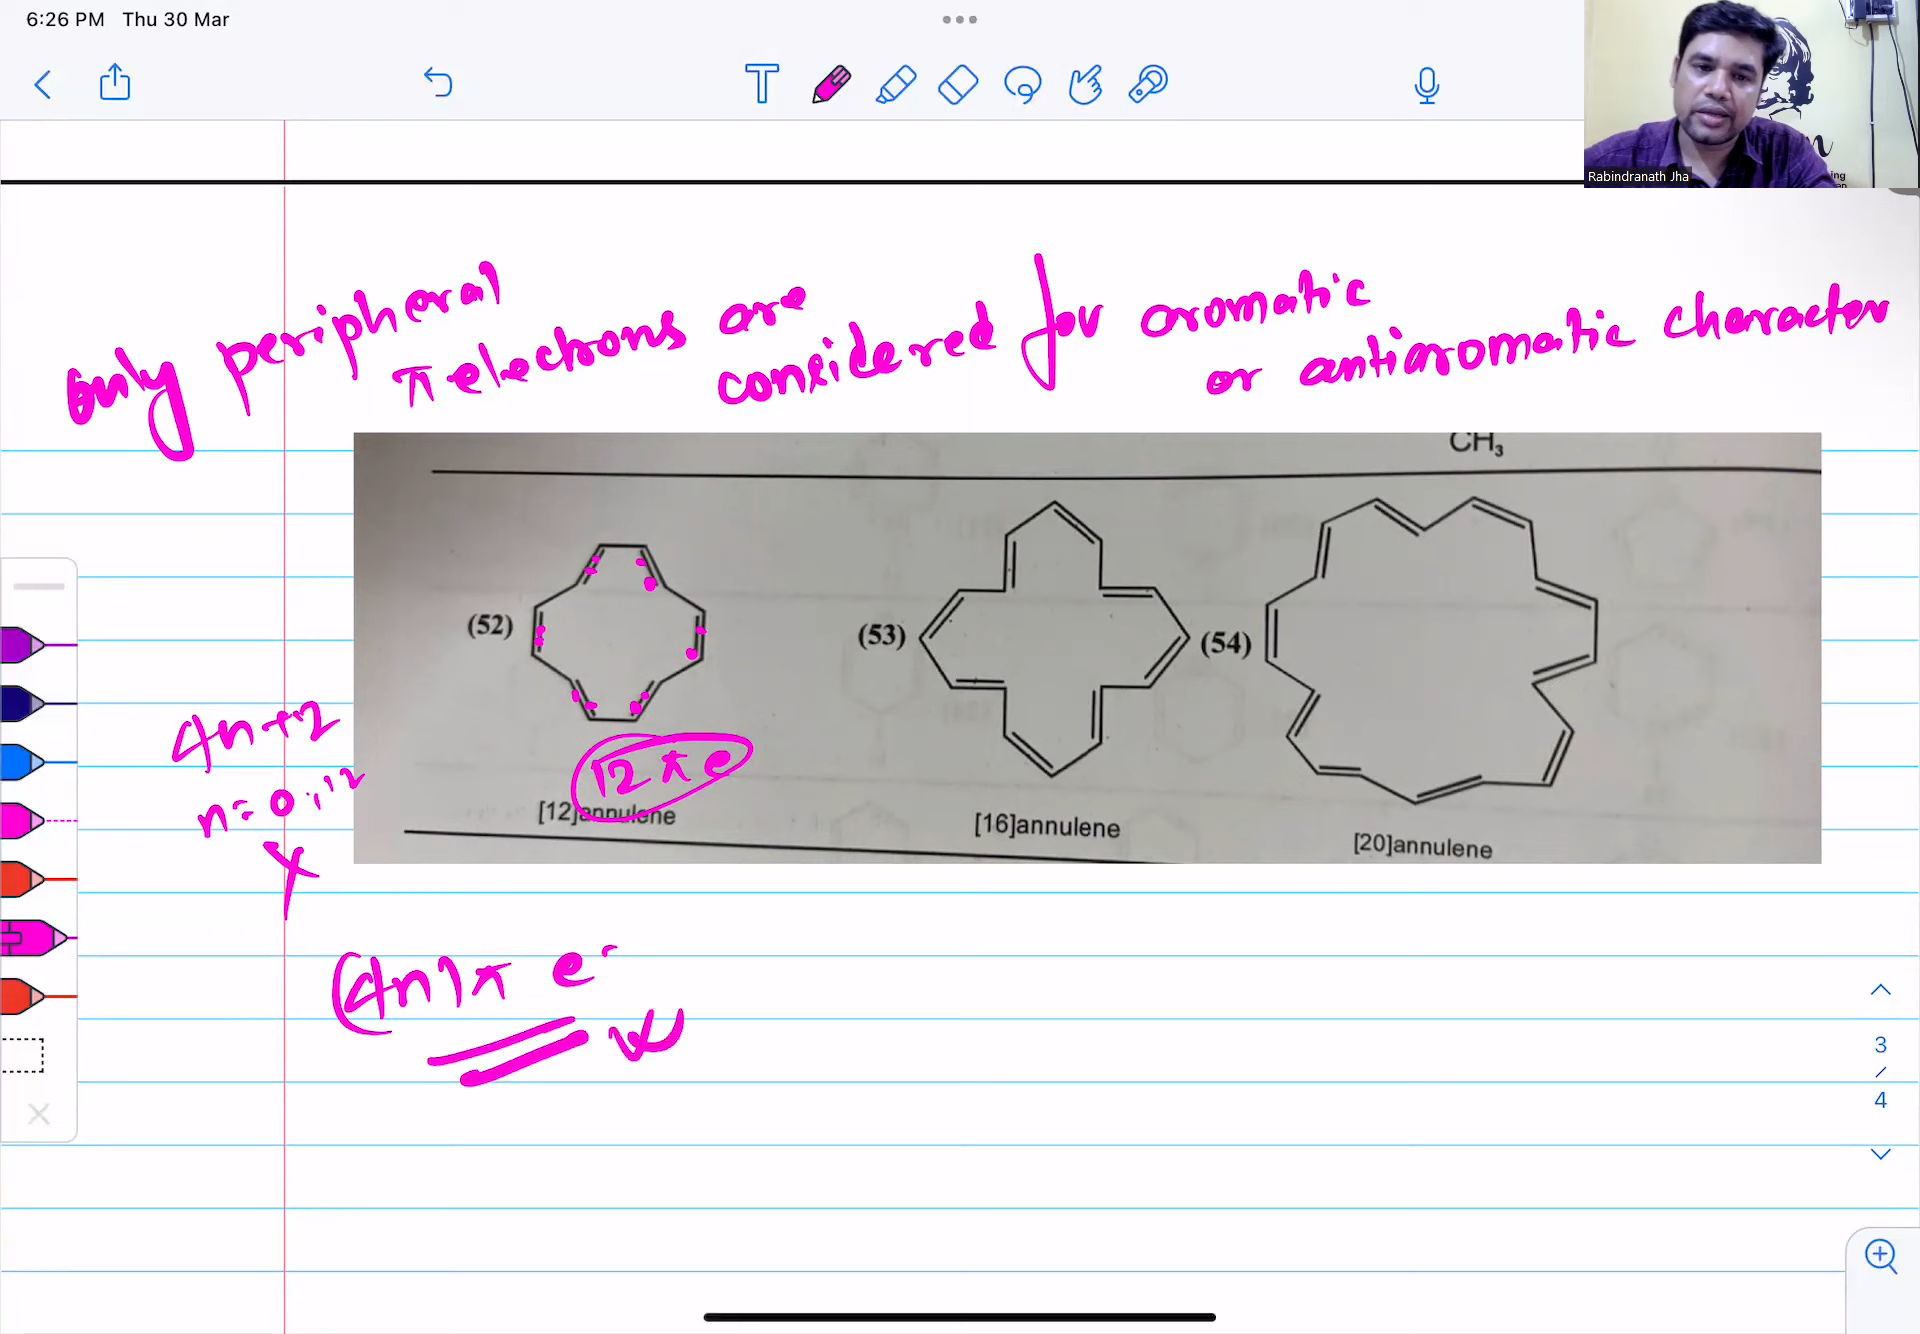 6:26 PM Thu 30 Mar
Rabindranath Jha
only peripheral
π electrons are
considered for aromatic
or antiaromatic character
CH₃
(52)
(53)
(54)
4n+2
n=0,1,2
12 π e
[12]annulene
[16]annulene
[20]annulene
(4n) π e⁻
3
/
4